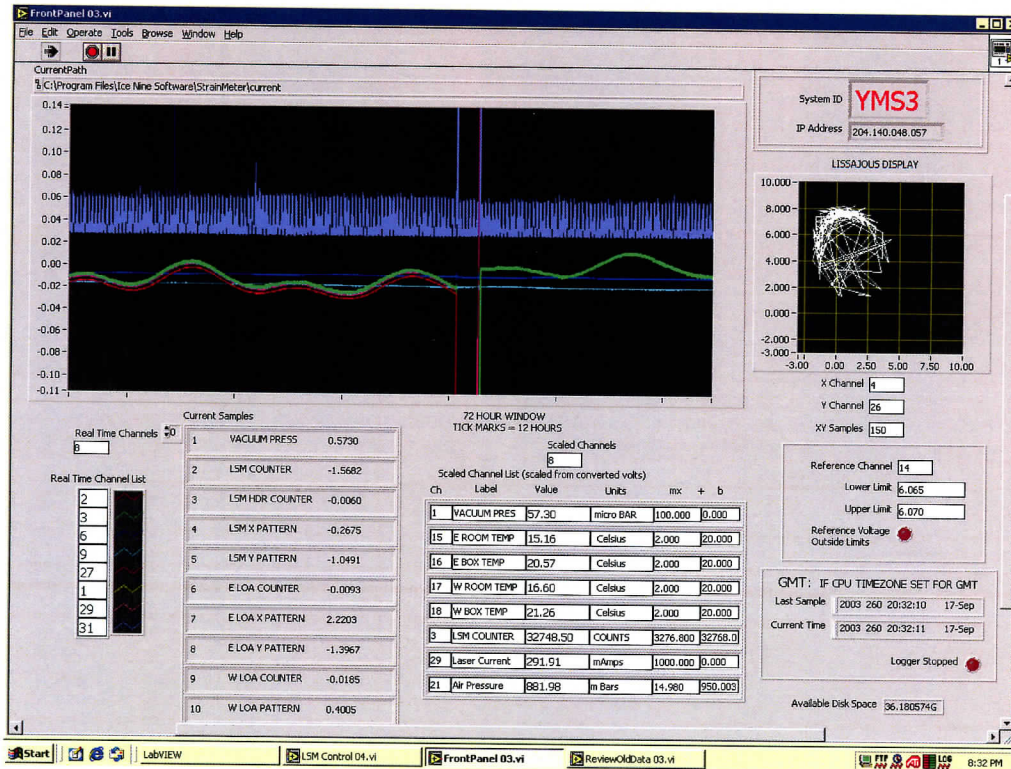 FrontPanel 03.vi
File Edit Operate Tools Browse Window Help
CurrentPath
C:\Program Files\Ice Nine Software\StrainMeter\current
0.14
0.12
0.10
0.08
0.06
0.04
0.02
0.00
-0.02
-0.04
-0.06
-0.08
-0.10
-0.11
72 HOUR WINDOW
TICK MARKS = 12 HOURS
System ID YMS3
IP Address 204.140.048.057
LISSAJOUS DISPLAY
10.000
8.000
6.000
4.000
2.000
0.000
-2.000
-3.000
-3.00 0.00 2.50 5.00 7.50 10.00
X Channel 4
Y Channel 26
XY Samples 150
Reference Channel 14
Lower Limit 6.065
Upper Limit 6.070
Reference Voltage
Outside Limits
GMT: IF CPU TIMEZONE SET FOR GMT
Last Sample 2003 260 20:32:10 17-Sep
Current Time 2003 260 20:32:11 17-Sep
Logger Stopped
Available Disk Space 36.180574G
Real Time Channels 0
8
Real Time Channel List
2
3
6
9
27
1
29
31
Current Samples
1 VACUUM PRESS 0.5730
2 LSM COUNTER -1.5682
3 LSM HDR COUNTER -0.0060
4 LSM X PATTERN -0.2675
5 LSM Y PATTERN -1.0491
6 E LOA COUNTER -0.0093
7 E LOA X PATTERN 2.2203
8 E LOA Y PATTERN -1.3967
9 W LOA COUNTER -0.0185
10 W LOA PATTERN 0.4005
Scaled Channels
8
Scaled Channel List (scaled from converted volts)
Ch Label Value Units mx + b
1 VACUUM PRES 57.30 micro BAR 100.000 0.000
15 E ROOM TEMP 15.16 Celsius 2.000 20.000
16 E BOX TEMP 20.57 Celsius 2.000 20.000
17 W ROOM TEMP 16.60 Celsius 2.000 20.000
18 W BOX TEMP 21.26 Celsius 2.000 20.000
3 LSM COUNTER 32748.50 COUNTS 3276.800 32768.0
29 Laser Current 291.91 mAmps 1000.000 0.000
21 Air Pressure 881.98 m Bars 14.980 950.003
Start LabVIEW LSM Control 04.vi FrontPanel 03.vi ReviewOldData 03.vi FTP LOG 8:32 PM